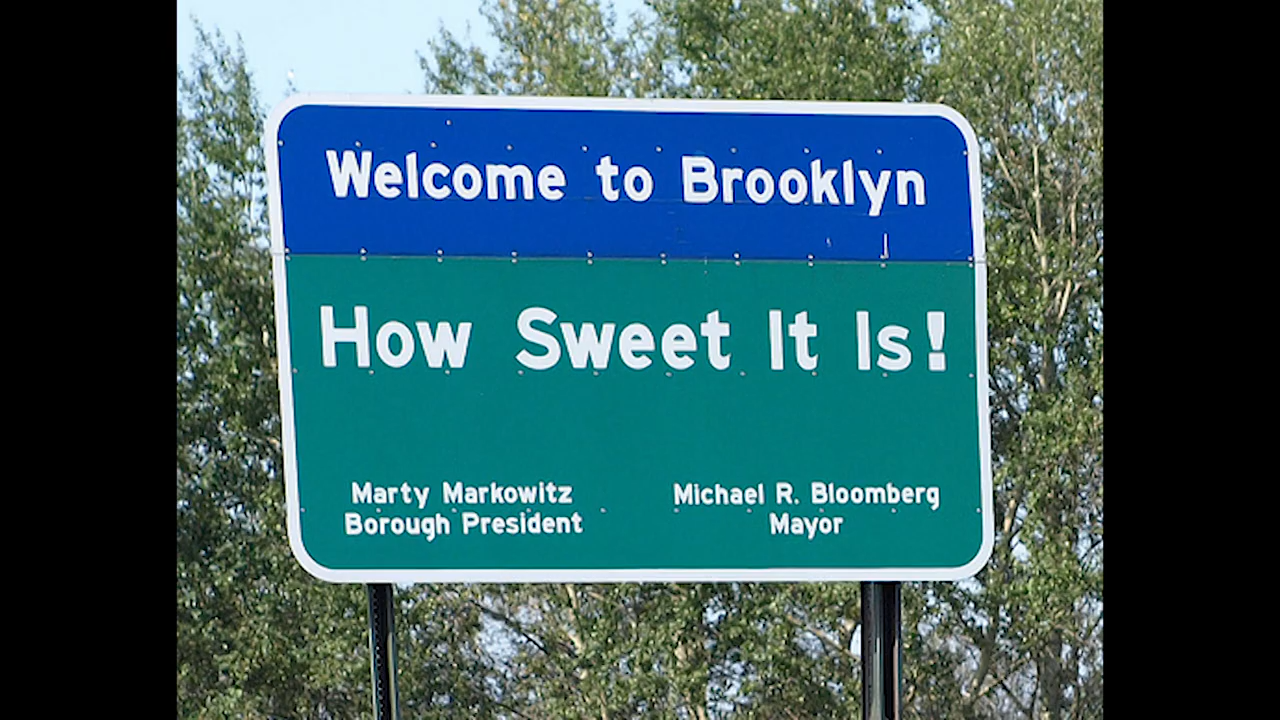 Welcome to Brooklyn
How Sweet It Is!
Marty Markowitz
Borough President
Michael R. Bloomberg
Mayor